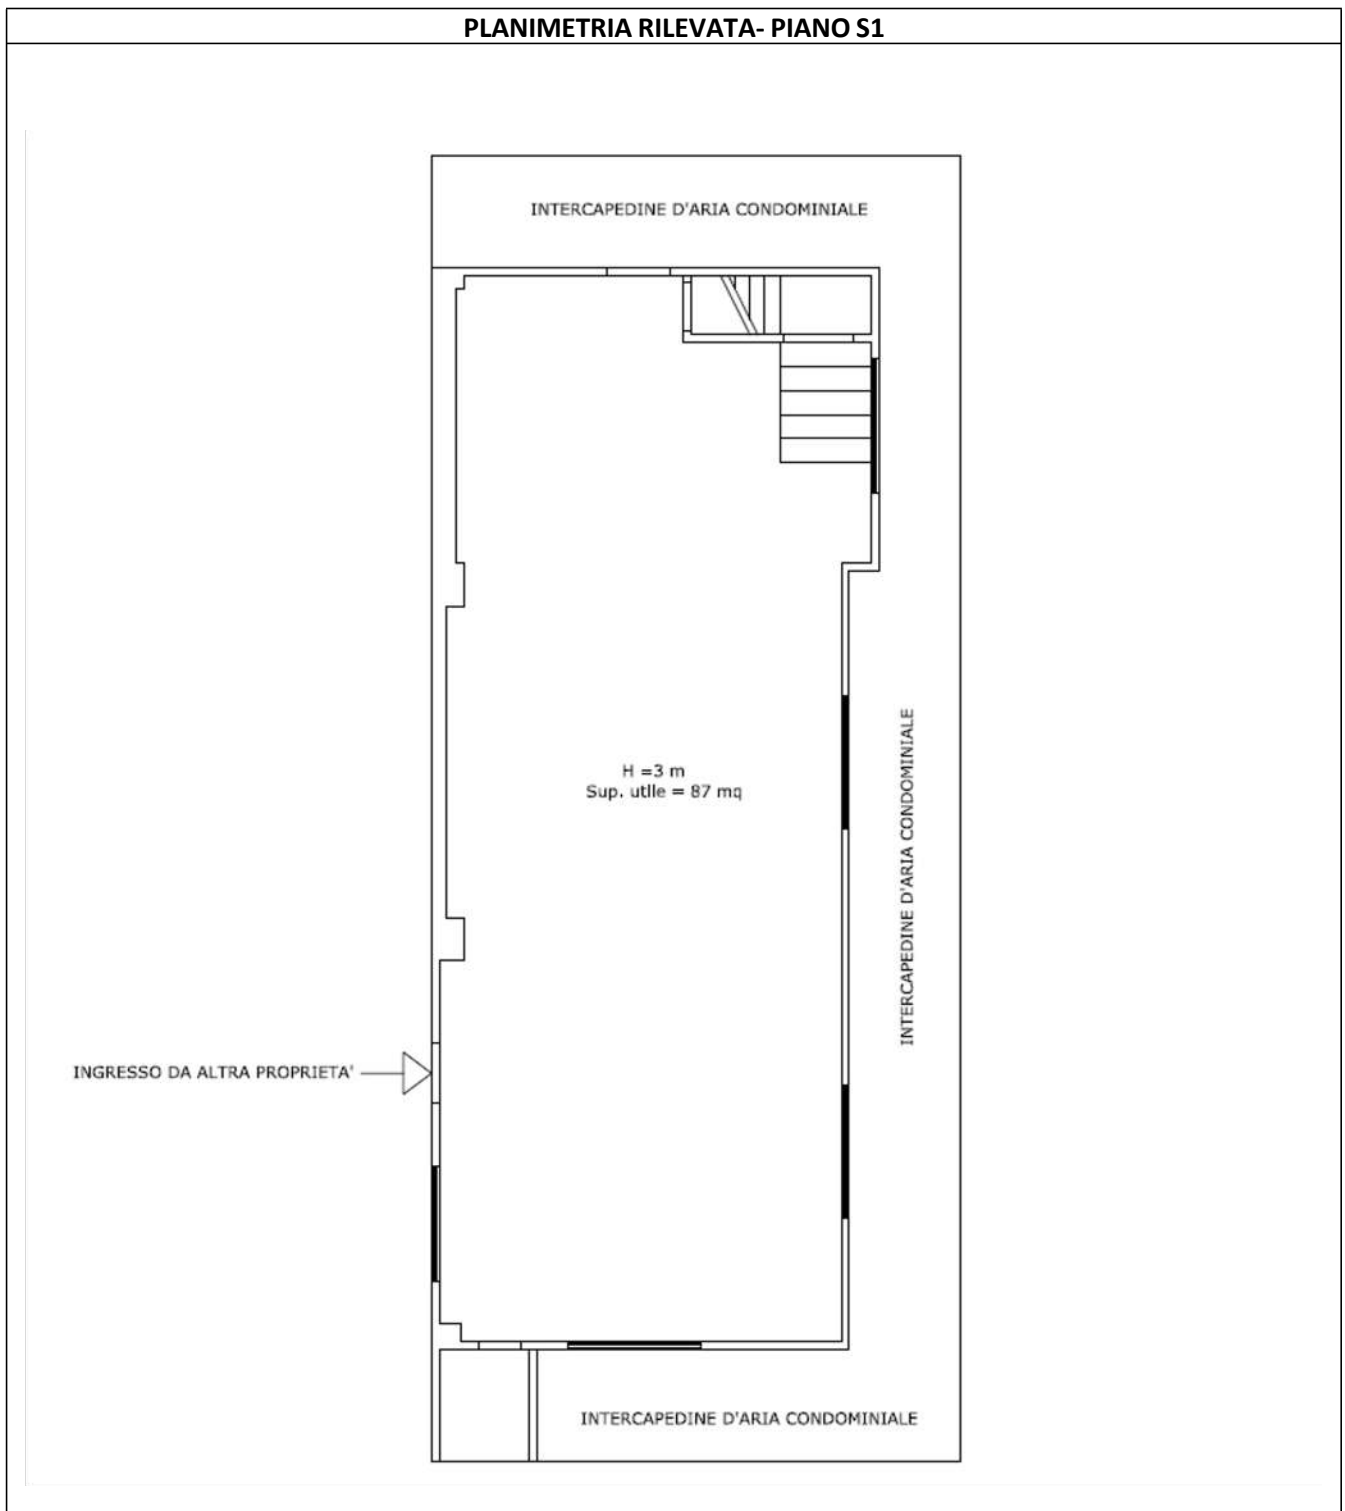 PLANIMETRIA RILEVATA- PIANO S1
INTERCAPEDINE D'ARIA CONDOMINIALE
H =3 m
Sup. utlle = 87 mq
INTERCAPEDINE D'ARIA CONDOMINIALE
INGRESSO DA ALTRA PROPRIETA'
INTERCAPEDINE D'ARIA CONDOMINIALE